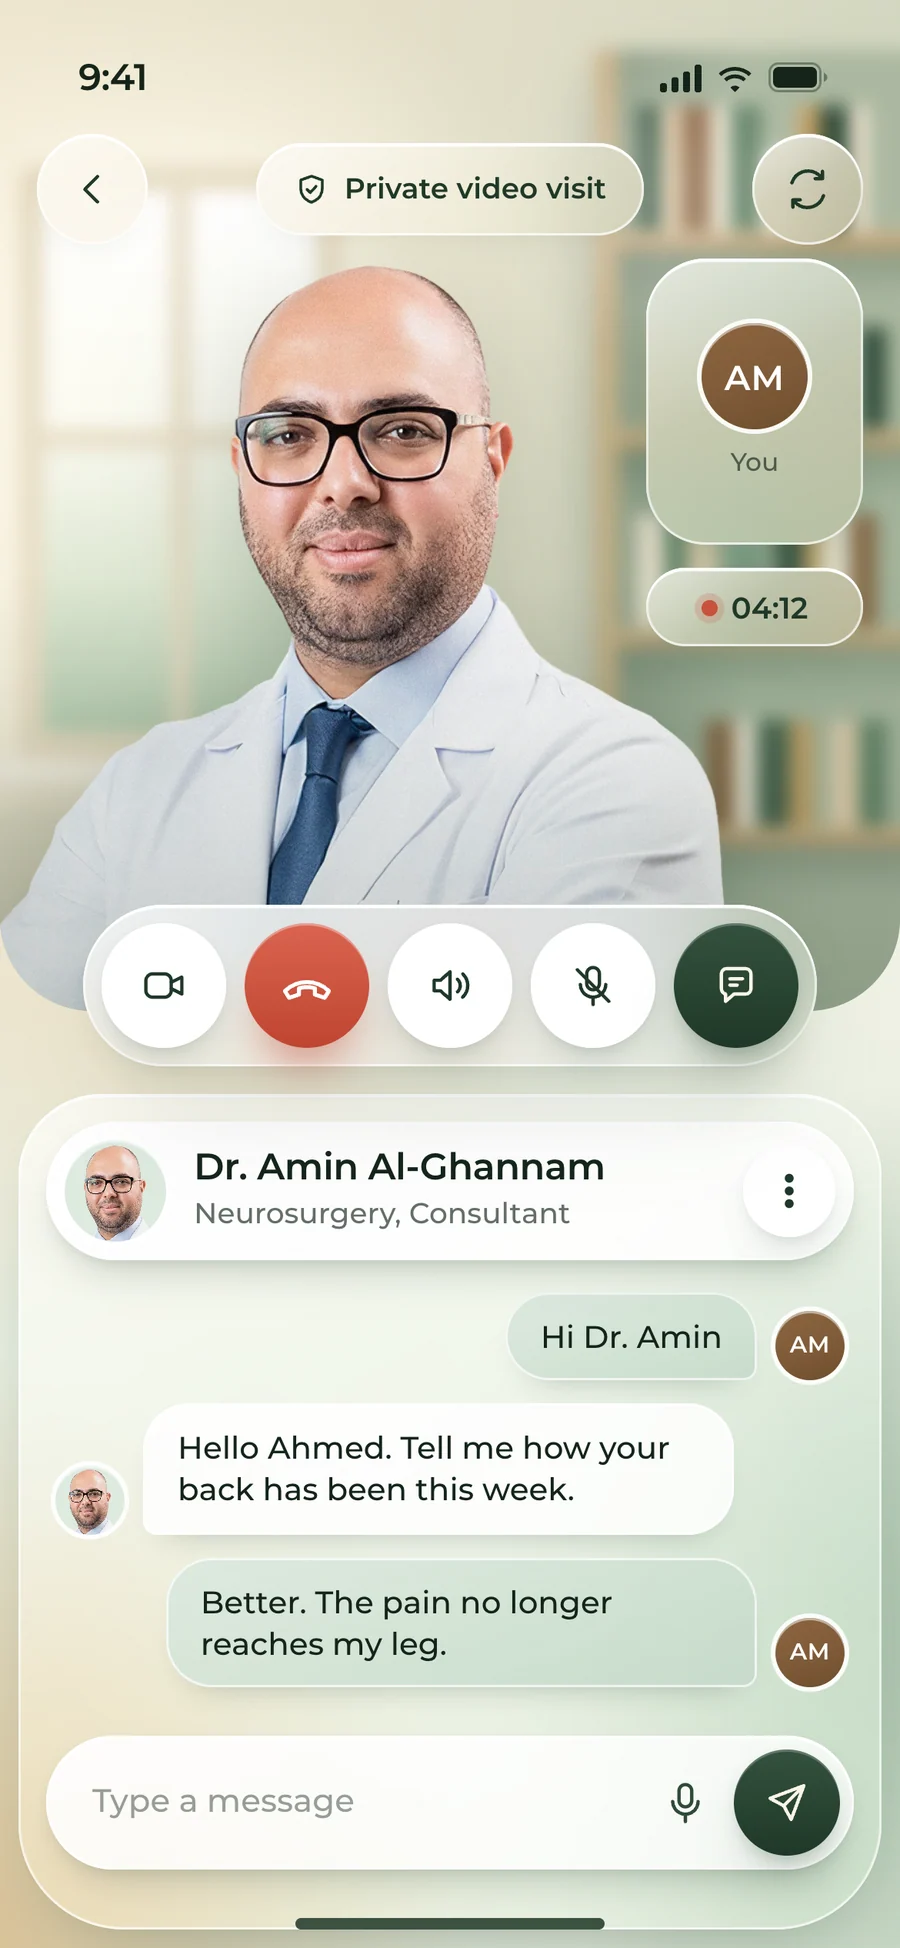 9:41
Private video visit
AM
You
04:12
Dr. Amin Al-Ghannam
Neurosurgery, Consultant
Hi Dr. Amin
AM
Hello Ahmed. Tell me how your
back has been this week.
Better. The pain no longer
reaches my leg.
AM
Type a message